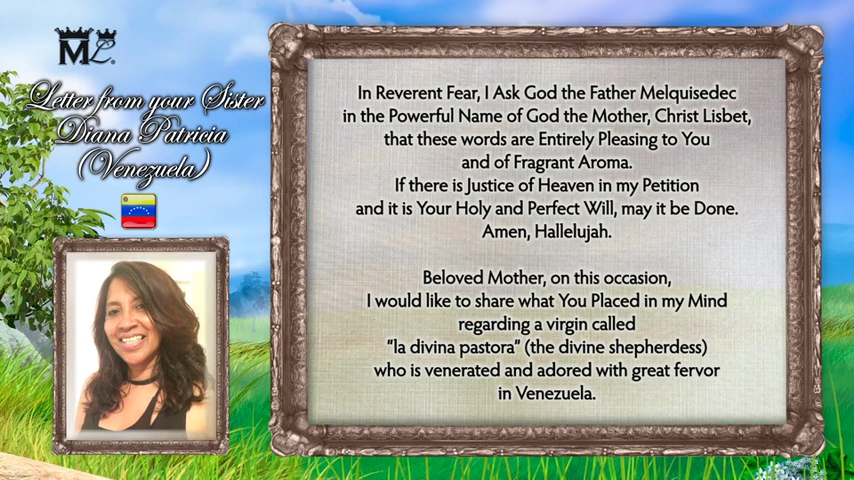 ML®
Letter from your Sister
Diana Patricia
(Venezuela)
In Reverent Fear, I Ask God the Father Melquisedec
in the Powerful Name of God the Mother, Christ Lisbet,
that these words are Entirely Pleasing to You
and of Fragrant Aroma.
If there is Justice of Heaven in my Petition
and it is Your Holy and Perfect Will, may it be Done.
Amen, Hallelujah.
Beloved Mother, on this occasion,
I would like to share what You Placed in my Mind
regarding a virgin called
"la divina pastora" (the divine shepherdess)
who is venerated and adored with great fervor
in Venezuela.